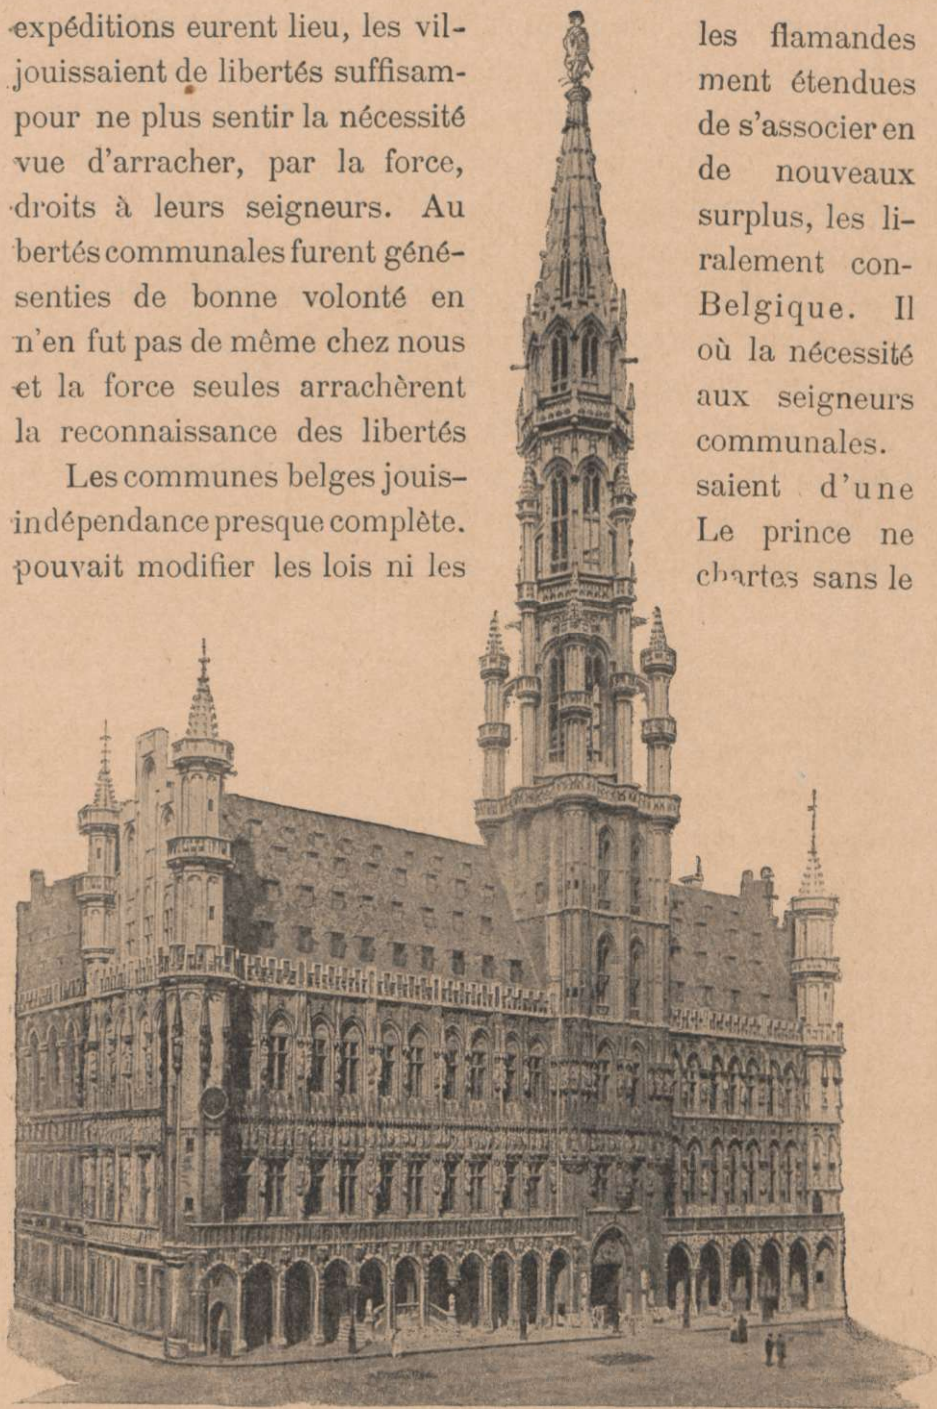 expéditions eurent lieu, les vil- les flamandes
jouissaient de libertés suffisam- ment étendues
pour ne plus sentir la nécessité de s'associer en
vue d'arracher, par la force, de nouveaux
droits à leurs seigneurs. Au surplus, les li-
bertés communales furent géné- ralement con-
senties de bonne volonté en Belgique. Il
n'en fut pas de même chez nous où la nécessité
et la force seules arrachèrent aux seigneurs
la reconnaissance des libertés communales.
Les communes belges jouis- saient d'une
indépendance presque complète. Le prince ne
pouvait modifier les lois ni les chartes sans le